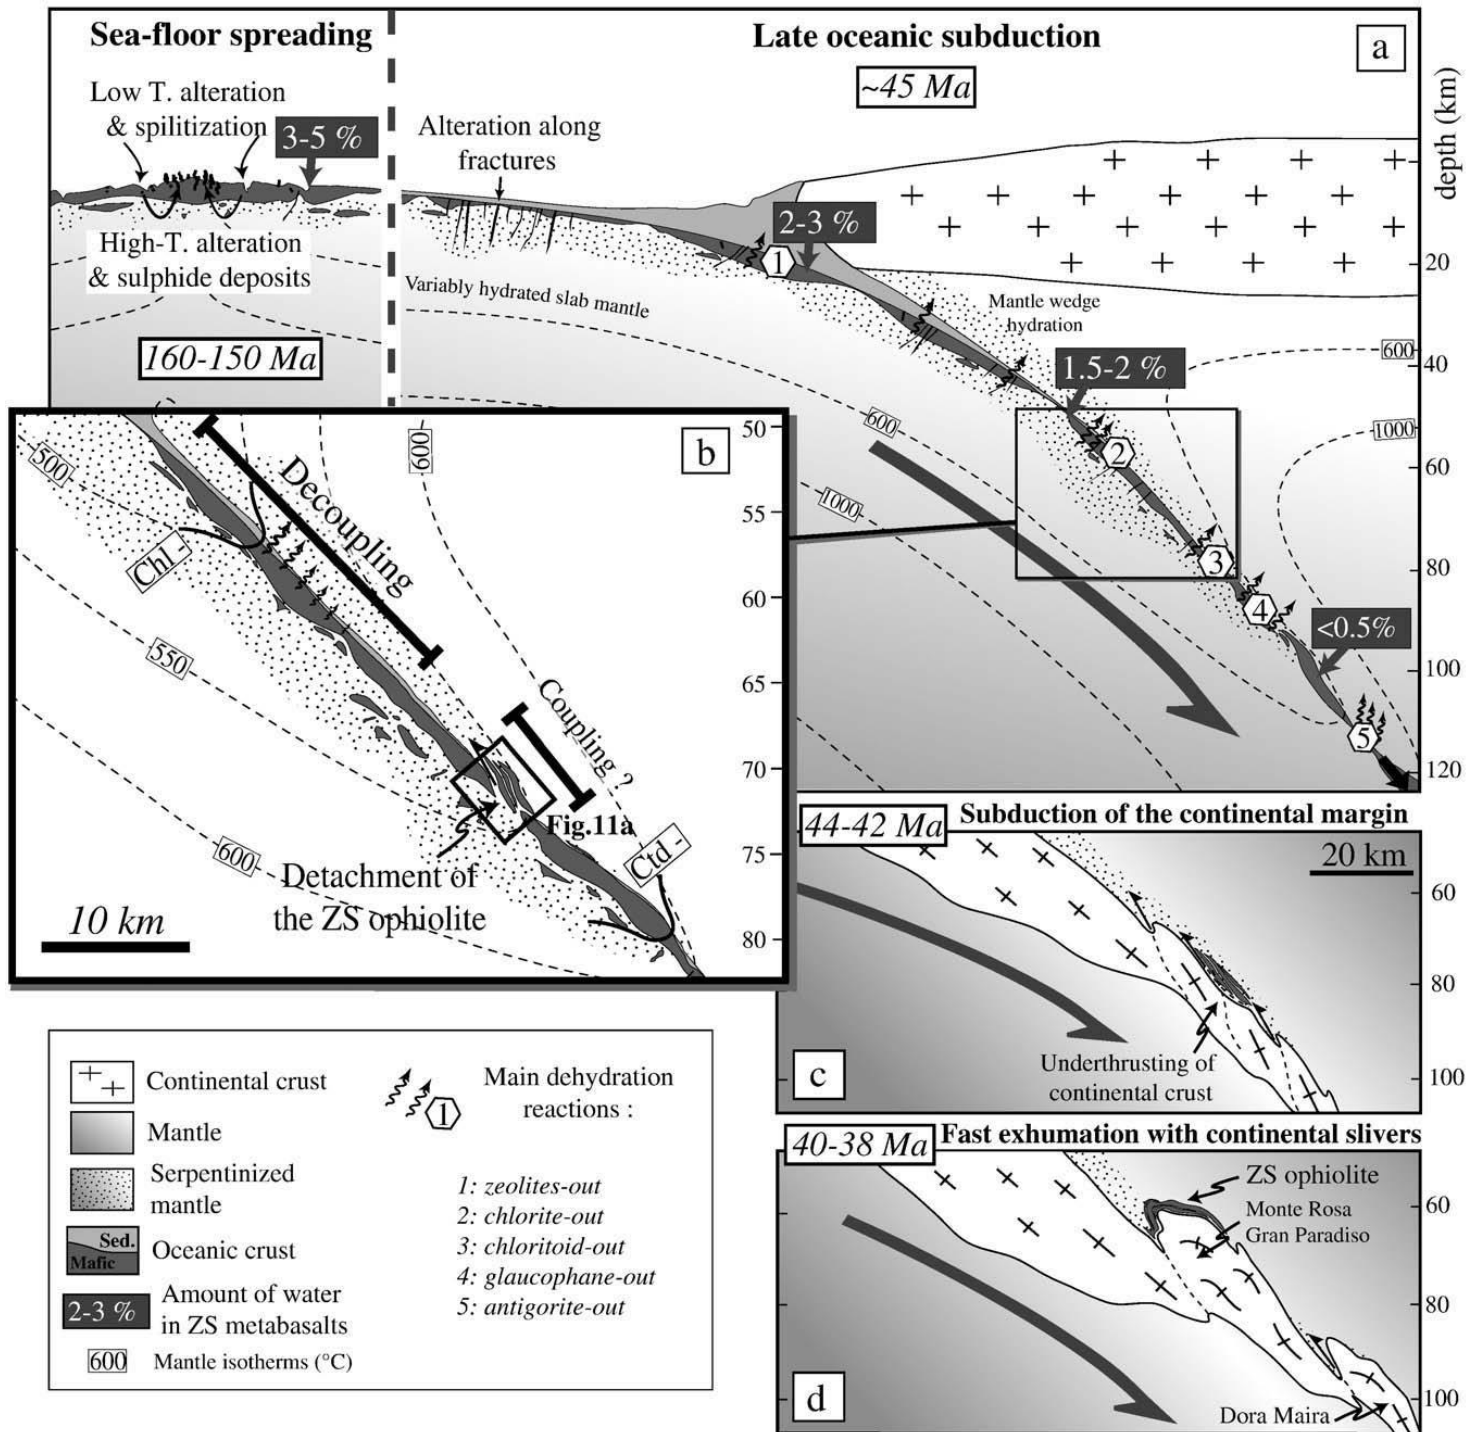 Sea-floor spreading
Late oceanic subduction
a
~45 Ma
depth (km)
Low T. alteration
& spilitization
3-5 %
Alteration along
fractures
High-T. alteration
& sulphide deposits
160-150 Ma
Variably hydrated slab mantle
2-3 %
1
Mantle wedge
hydration
1.5-2 %
600
1000
600
1000
2
3
4
<0.5%
5
20
40
60
80
100
120
b
500
600
Decoupling
Chl -
550
Coupling ?
Fig.11a
600
Ctd -
Detachment of
the ZS ophiolite
10 km
50
55
60
65
70
75
80
44-42 Ma
Subduction of the continental margin
20 km
60
80
100
c
Underthrusting of
continental crust
40-38 Ma
Fast exhumation with continental slivers
ZS ophiolite
Monte Rosa
Gran Paradiso
60
80
100
d
Dora Maira
Continental crust
Mantle
Serpentinized
mantle
Sed.
Mafic
Oceanic crust
2-3 %
Amount of water
in ZS metabasalts
600
Mantle isotherms (°C)
1
Main dehydration
reactions :
1: zeolites-out
2: chlorite-out
3: chloritoid-out
4: glaucophane-out
5: antigorite-out